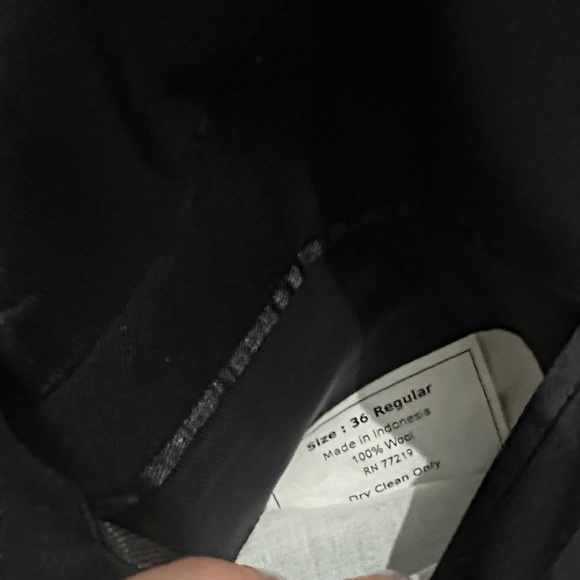 Size : 36 Regular
Made in Indonesia
100% Wool
RN 77219
Dry Clean Only